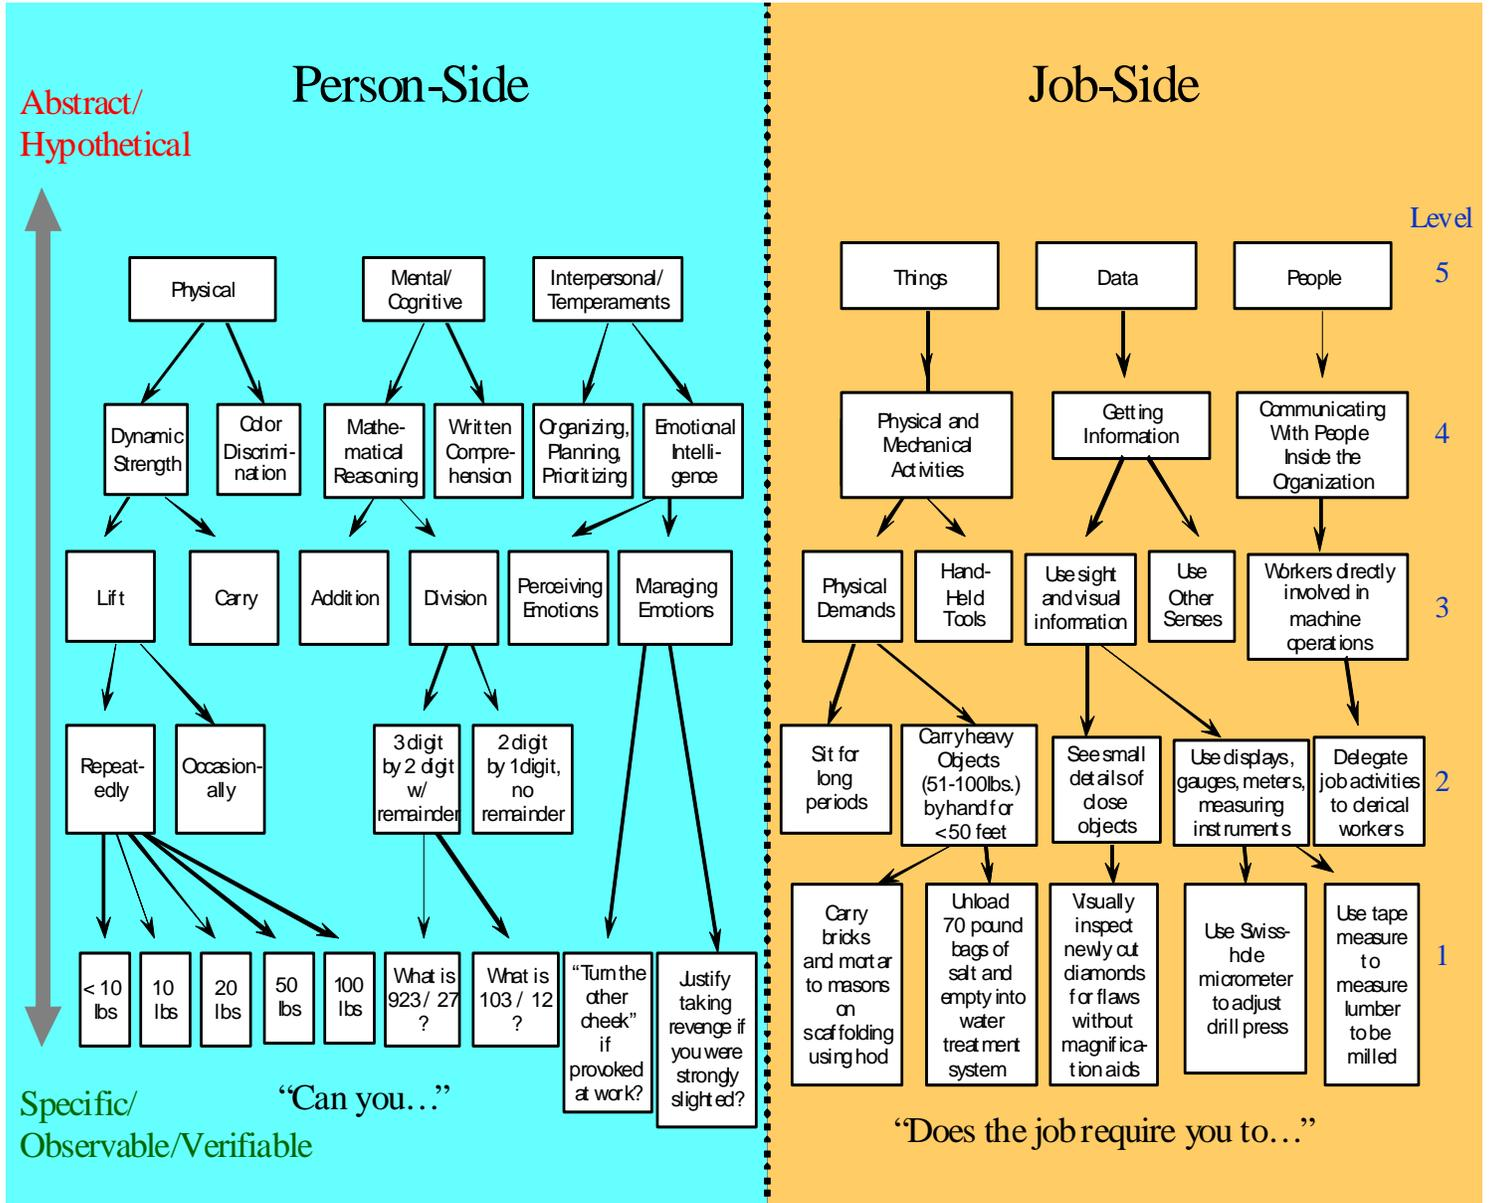 Person-Side
Job-Side
Abstract/
Hypothetical
Level
Physical
Mental/
Cognitive
Interpersonal/
Temperaments
Things
Data
People
5
Dynamic
Strength
Color
Discrimi-
nation
Mathe-
matical
Reasoning
Written
Compre-
hension
Organizing,
Planning,
Prioritizing
Emotional
Intelli-
gence
Physical and
Mechanical
Activities
Getting
Information
Communicating
With People
Inside the
Organization
4
Lift
Carry
Addition
Division
Perceiving
Emotions
Managing
Emotions
Physical
Demands
Hand-
Held
Tools
Use sight
and visual
information
Use
Other
Senses
Workers directly
involved in
machine
operations
3
Repeat-
edly
Occasion-
ally
3 digit
by 2 digit
w/
remainder
2 digit
by 1 digit,
no
remainder
Sit for
long
periods
Carry heavy
Objects
(51-100lbs.)
by hand for
<50 feet
See small
details of
close
objects
Use displays,
gauges, meters,
measuring
instruments
Delegate
job activities
to clerical
workers
2
< 10
lbs
10
lbs
20
lbs
50
lbs
100
lbs
What is
923 / 27
?
What is
103 / 12
?
“Turn the
other
cheek”
if
provoked
at work?
Justify
taking
revenge if
you were
strongly
slighted?
Carry
bricks
and mortar
to masons
on
scaffolding
using hod
Unload
70 pound
bags of
salt and
empty into
water
treatment
system
Visually
inspect
newly cut
diamonds
for flaws
without
magnifica-
tion aids
Use Swiss-
hole
micrometer
to adjust
drill press
Use tape
measure
to
measure
lumber
to be
milled
1
Specific/
Observable/Verifiable
“Can you…”
“Does the job require you to…”